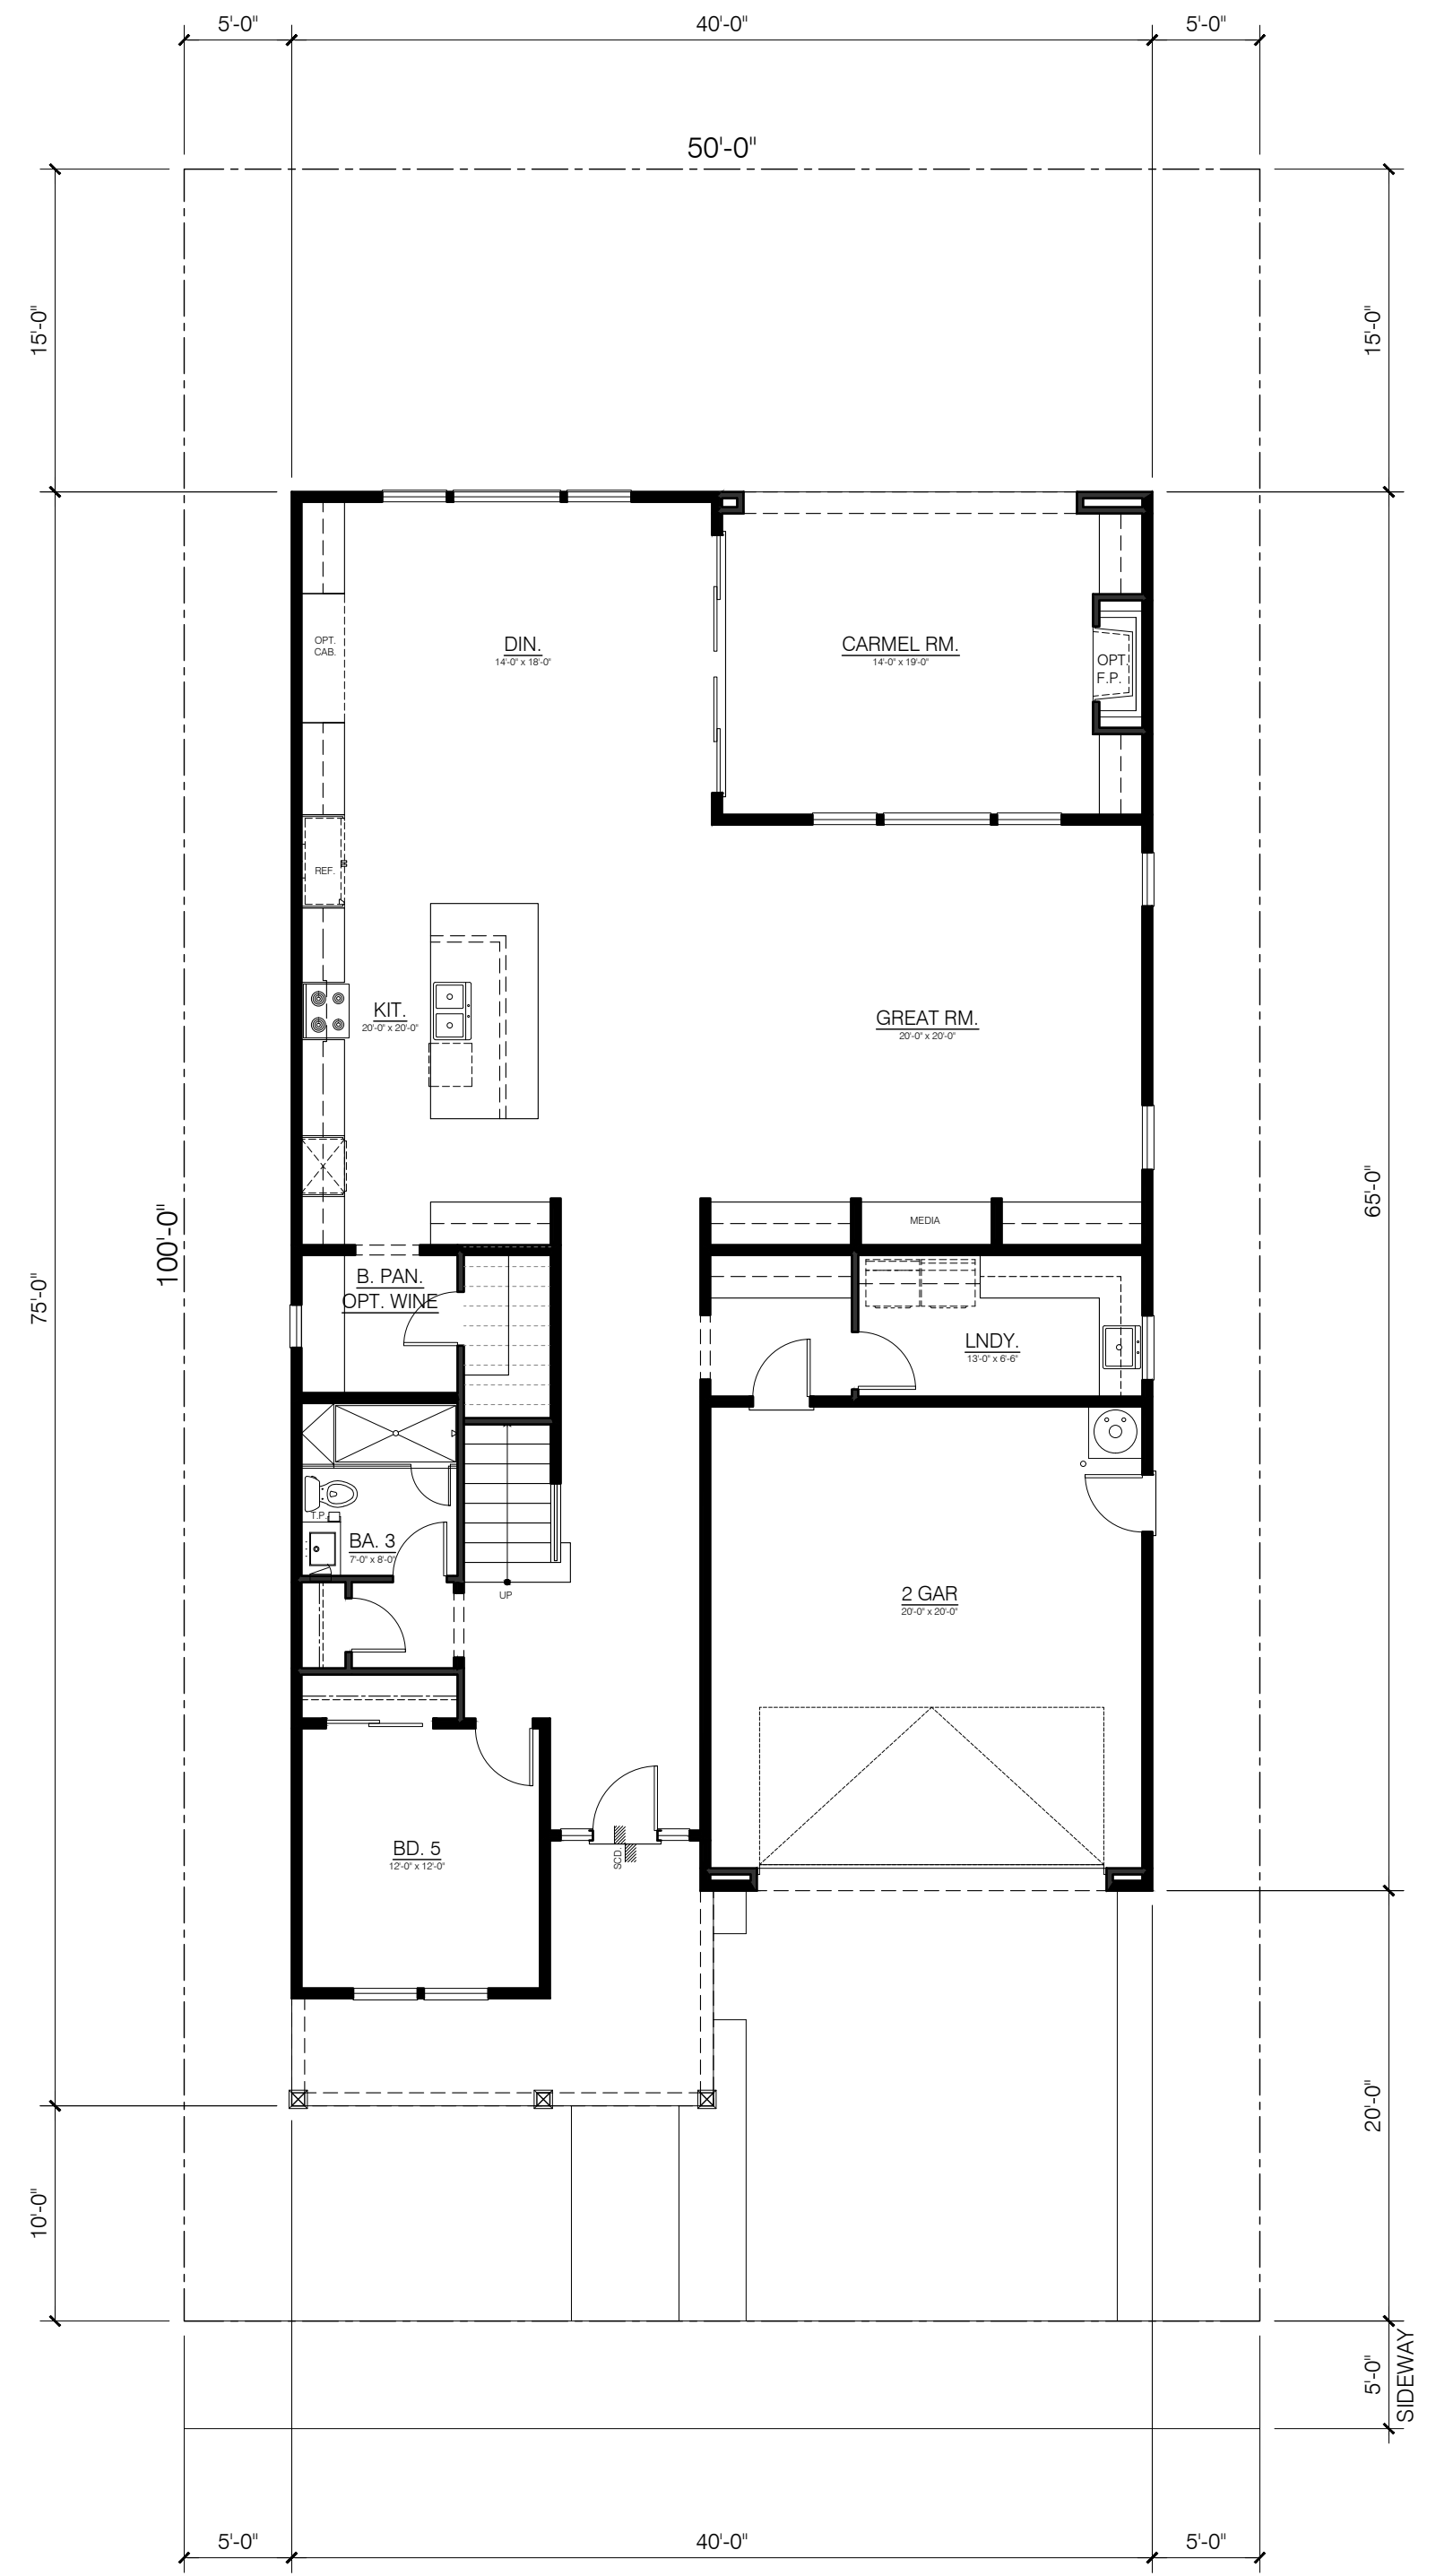 5'-0"
40'-0"
5'-0"
50'-0"
15'-0"
15'-0"
OPT.
CAB.
DIN.
14'-0" x 18'-0"
CARMEL RM.
14'-0" x 19'-0"
OPT.
F.P.
REF.
KIT.
20'-0" x 20'-0"
GREAT RM.
20'-0" x 20'-0"
MEDIA
100'-0"
75'-0"
65'-0"
B. PAN.
OPT. WINE
LNDY.
13'-0" x 6'-6"
T.P.
BA. 3
7'-0" x 8'-0"
UP
2 GAR
20'-0" x 20'-0"
BD. 5
12'-0" x 12'-0"
SCD.
10'-0"
20'-0"
5'-0"
SIDEWAY
5'-0"
40'-0"
5'-0"